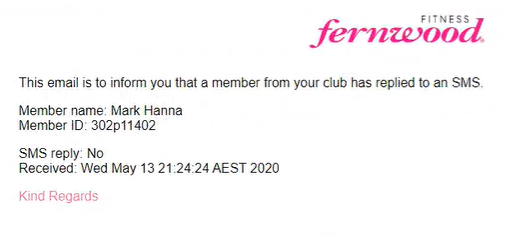 FITNESS
fernwood
This email is to inform you that a member from your club has replied to an SMS.
Member name: Mark Hanna
Member ID: 302p11402
SMS reply: No
Received: Wed May 13 21:24:24 AEST 2020
Kind Regards